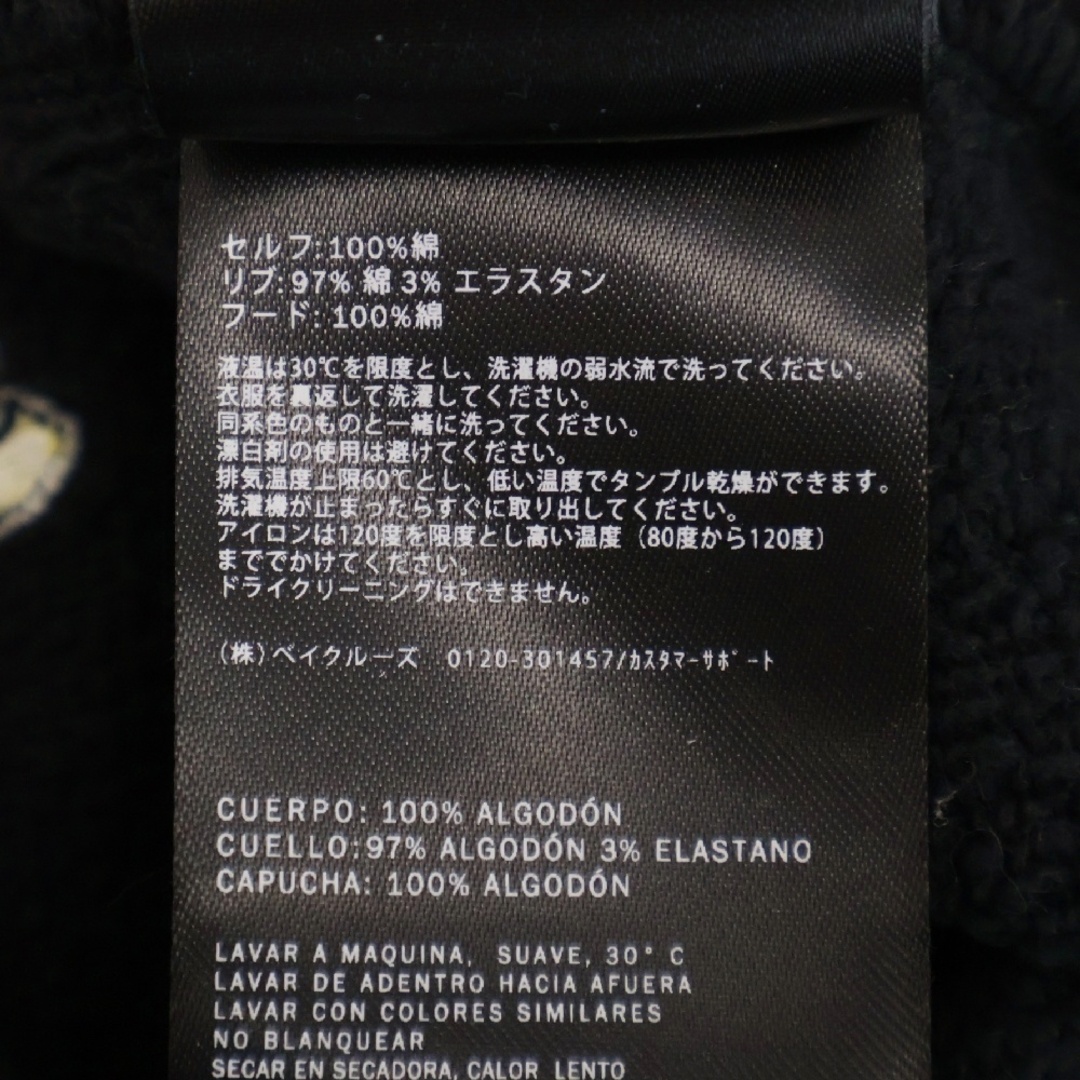 セルフ:100%綿
リブ:97% 綿 3% エラスタン
フード:100%綿
液温は30℃を限度とし、洗濯機の弱水流で洗ってください。
衣服を裏返して洗濯してください。
同系色のものと一緒に洗ってください。
漂白剤の使用は避けてください。
排気温度上限60℃とし、低い温度でタンプル乾燥ができます。
洗濯機が止まったらすぐに取り出してください。
アイロンは120度を限度とし高い温度（80度から120度）
まででかけてください。
ドライクリーニングはできません。
(株)ベイクルーズ 0120-301457/ｶｽﾀﾏｰｻﾎﾟｰﾄ
CUERPO: 100% ALGODÓN
CUELLO:97% ALGODÓN 3% ELASTANO
CAPUCHA: 100% ALGODÓN
LAVAR A MAQUINA, SUAVE, 30° C
LAVAR DE ADENTRO HACIA AFUERA
LAVAR CON COLORES SIMILARES
NO BLANQUEAR
SECAR EN SECADORA, CALOR LENTO